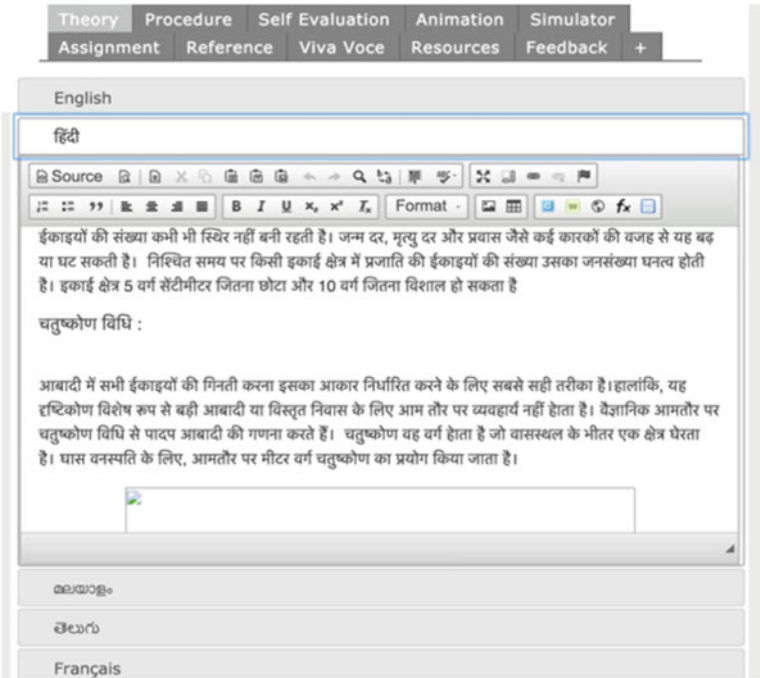 Theory Procedure Self Evaluation Animation Simulator
Assignment Reference Viva Voce Resources Feedback +
English
हिंदी
Source
B I U x₂ x² Iₓ Format
ईकाइयों की संख्या कभी भी स्थिर नहीं बनी रहती है। जन्म दर, मृत्यु दर और प्रवास जैसे कई कारकों की वजह से यह बढ़
या घट सकती है। निश्चित समय पर किसी इकाई क्षेत्र में प्रजाति की ईकाइयों की संख्या उसका जनसंख्या घनत्व होती
है। इकाई क्षेत्र 5 वर्ग सेंटीमीटर जितना छोटा और 10 वर्ग जितना विशाल हो सकता है
चतुष्कोण विधि :
आबादी में सभी ईकाइयों की गिनती करना इसका आकार निर्धारित करने के लिए सबसे सही तरीका है।हालांकि, यह
दृष्टिकोण विशेष रूप से बड़ी आबादी या विस्तृत निवास के लिए आम तौर पर व्यवहार्य नहीं हेाता है। वैज्ञानिक आमतौर पर
चतुष्कोण विधि से पादप आबादी की गणना करते हैं। चतुष्कोण वह वर्ग हेाता है जो वासस्थल के भीतर एक क्षेत्र घेरता
है। घास वनस्पति के लिए, आमतौर पर मीटर वर्ग चतुष्कोण का प्रयोग किया जाता है।
മലയാളം
తెలుగు
Français